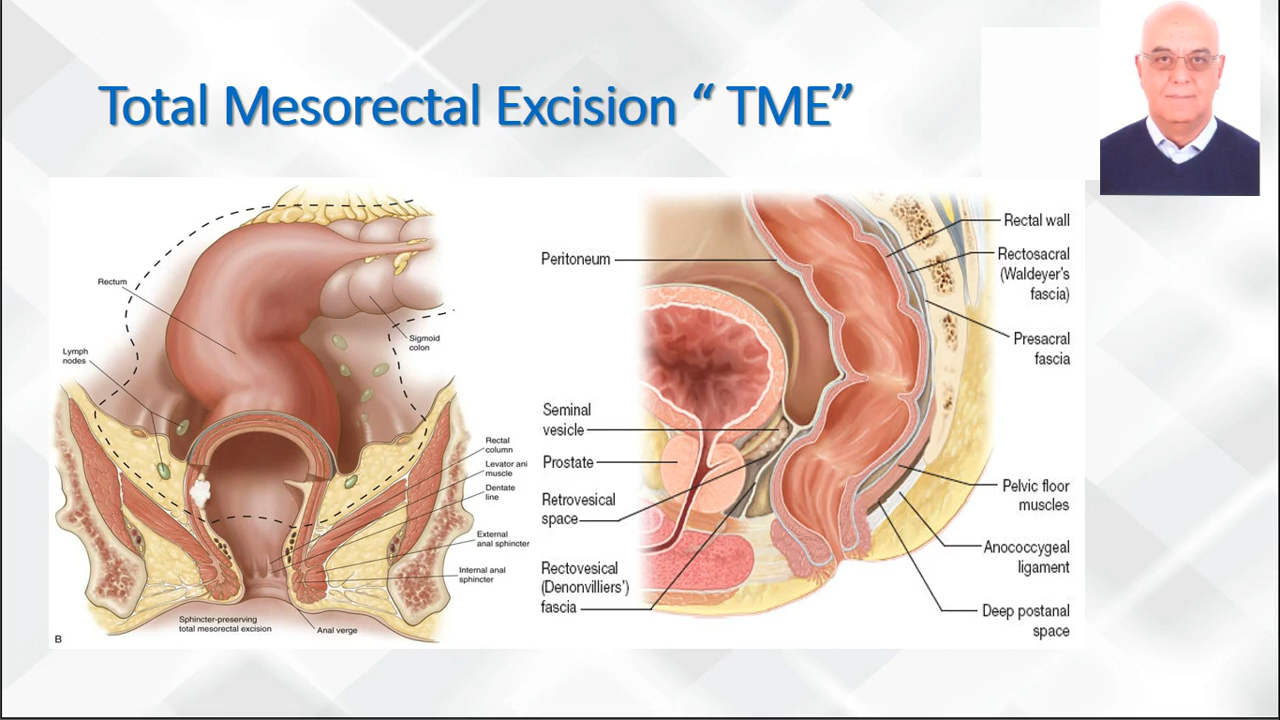 Total Mesorectal Excision “ TME”
Rectum
Lymph
nodes
Sigmoid
colon
Rectal
column
Levator ani
muscle
Dentate
line
External
anal sphincter
Internal anal
sphincter
Sphincter-preserving
total mesorectal excision
Anal verge
B
Peritoneum
Seminal
vesicle
Prostate
Retrovesical
space
Rectovesical
(Denonvilliers’)
fascia
Rectal wall
Rectosacral
(Waldeyer’s
fascia)
Presacral
fascia
Pelvic floor
muscles
Anococcygeal
ligament
Deep postanal
space